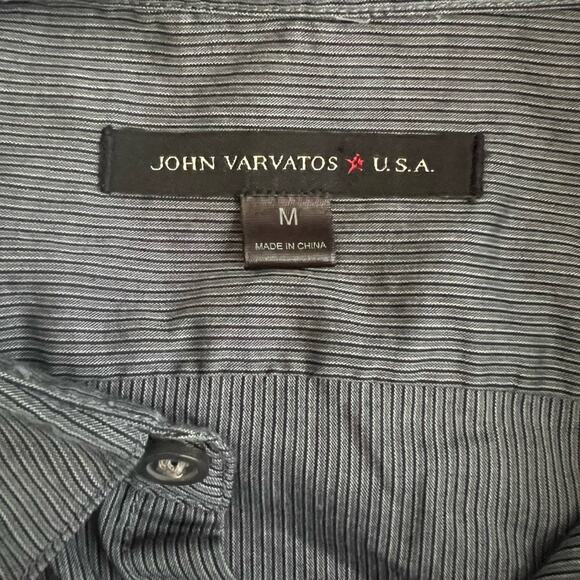 JOHN VARVATOS ★ U.S.A.
M
MADE IN CHINA